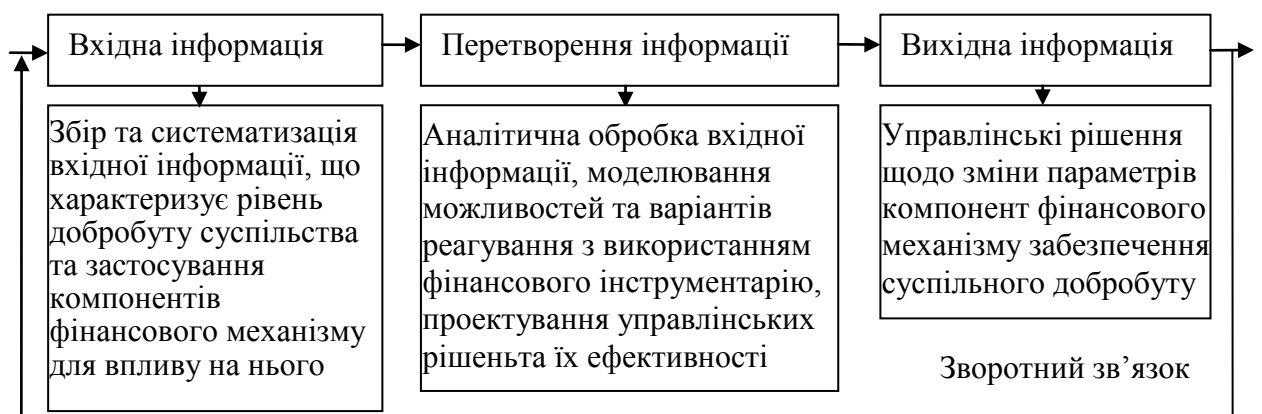 Вхідна інформація
Перетворення інформації
Вихідна інформація
Збір та систематизація
вхідної інформації, що
характеризує рівень
добробуту суспільства
та застосування
компонентів
фінансового механізму
для впливу на нього
Аналітична обробка вхідної
інформації, моделювання
можливостей та варіантів
реагування з використанням
фінансового інструментарію,
проектування управлінських
рішеньта їх ефективності
Управлінські рішення
щодо зміни параметрів
компонент фінансового
механізму забезпечення
суспільного добробуту
Зворотний зв’язок